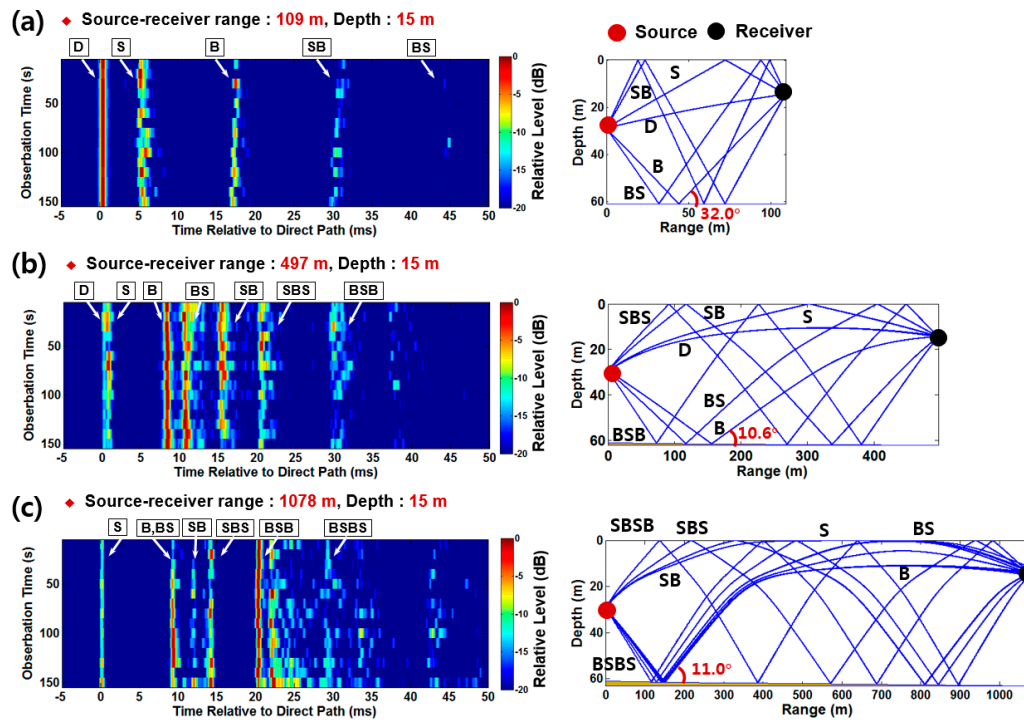 (a) ◆ Source-receiver range : 109 m, Depth : 15 m
D S B SB BS
Obserbation Time (s)
50
100
150
-5 0 5 10 15 20 25 30 35 40 45 50
Time Relative to Direct Path (ms)
0
-5
-10
-15
-20
Relative Level (dB)
Source Receiver
Depth (m)
0
20
40
60
S
SB
D
B
BS
32.0°
0 50 100
Range (m)
(b) ◆ Source-receiver range : 497 m, Depth : 15 m
D S B BS SB SBS BSB
Obserbation Time (s)
50
100
150
-5 0 5 10 15 20 25 30 35 40 45 50
Time Relative to Direct Path (ms)
0
-5
-10
-15
-20
Relative Level (dB)
Depth (m)
0
20
40
60
SBS SB S
D
BS
BSB B 10.6°
0 100 200 300 400
Range (m)
(c) ◆ Source-receiver range : 1078 m, Depth : 15 m
S B,BS SB SBS BSB BSBS
Obserbation Time (s)
50
100
150
-5 0 5 10 15 20 25 30 35 40 45 50
Time Relative to Direct Path (ms)
0
-5
-10
-15
-20
Relative Level (dB)
SBSB SBS S BS
Depth (m)
0
20
40
60
SB B
BSBS 11.0°
0 100 200 300 400 500 600 700 800 900 1000
Range (m)